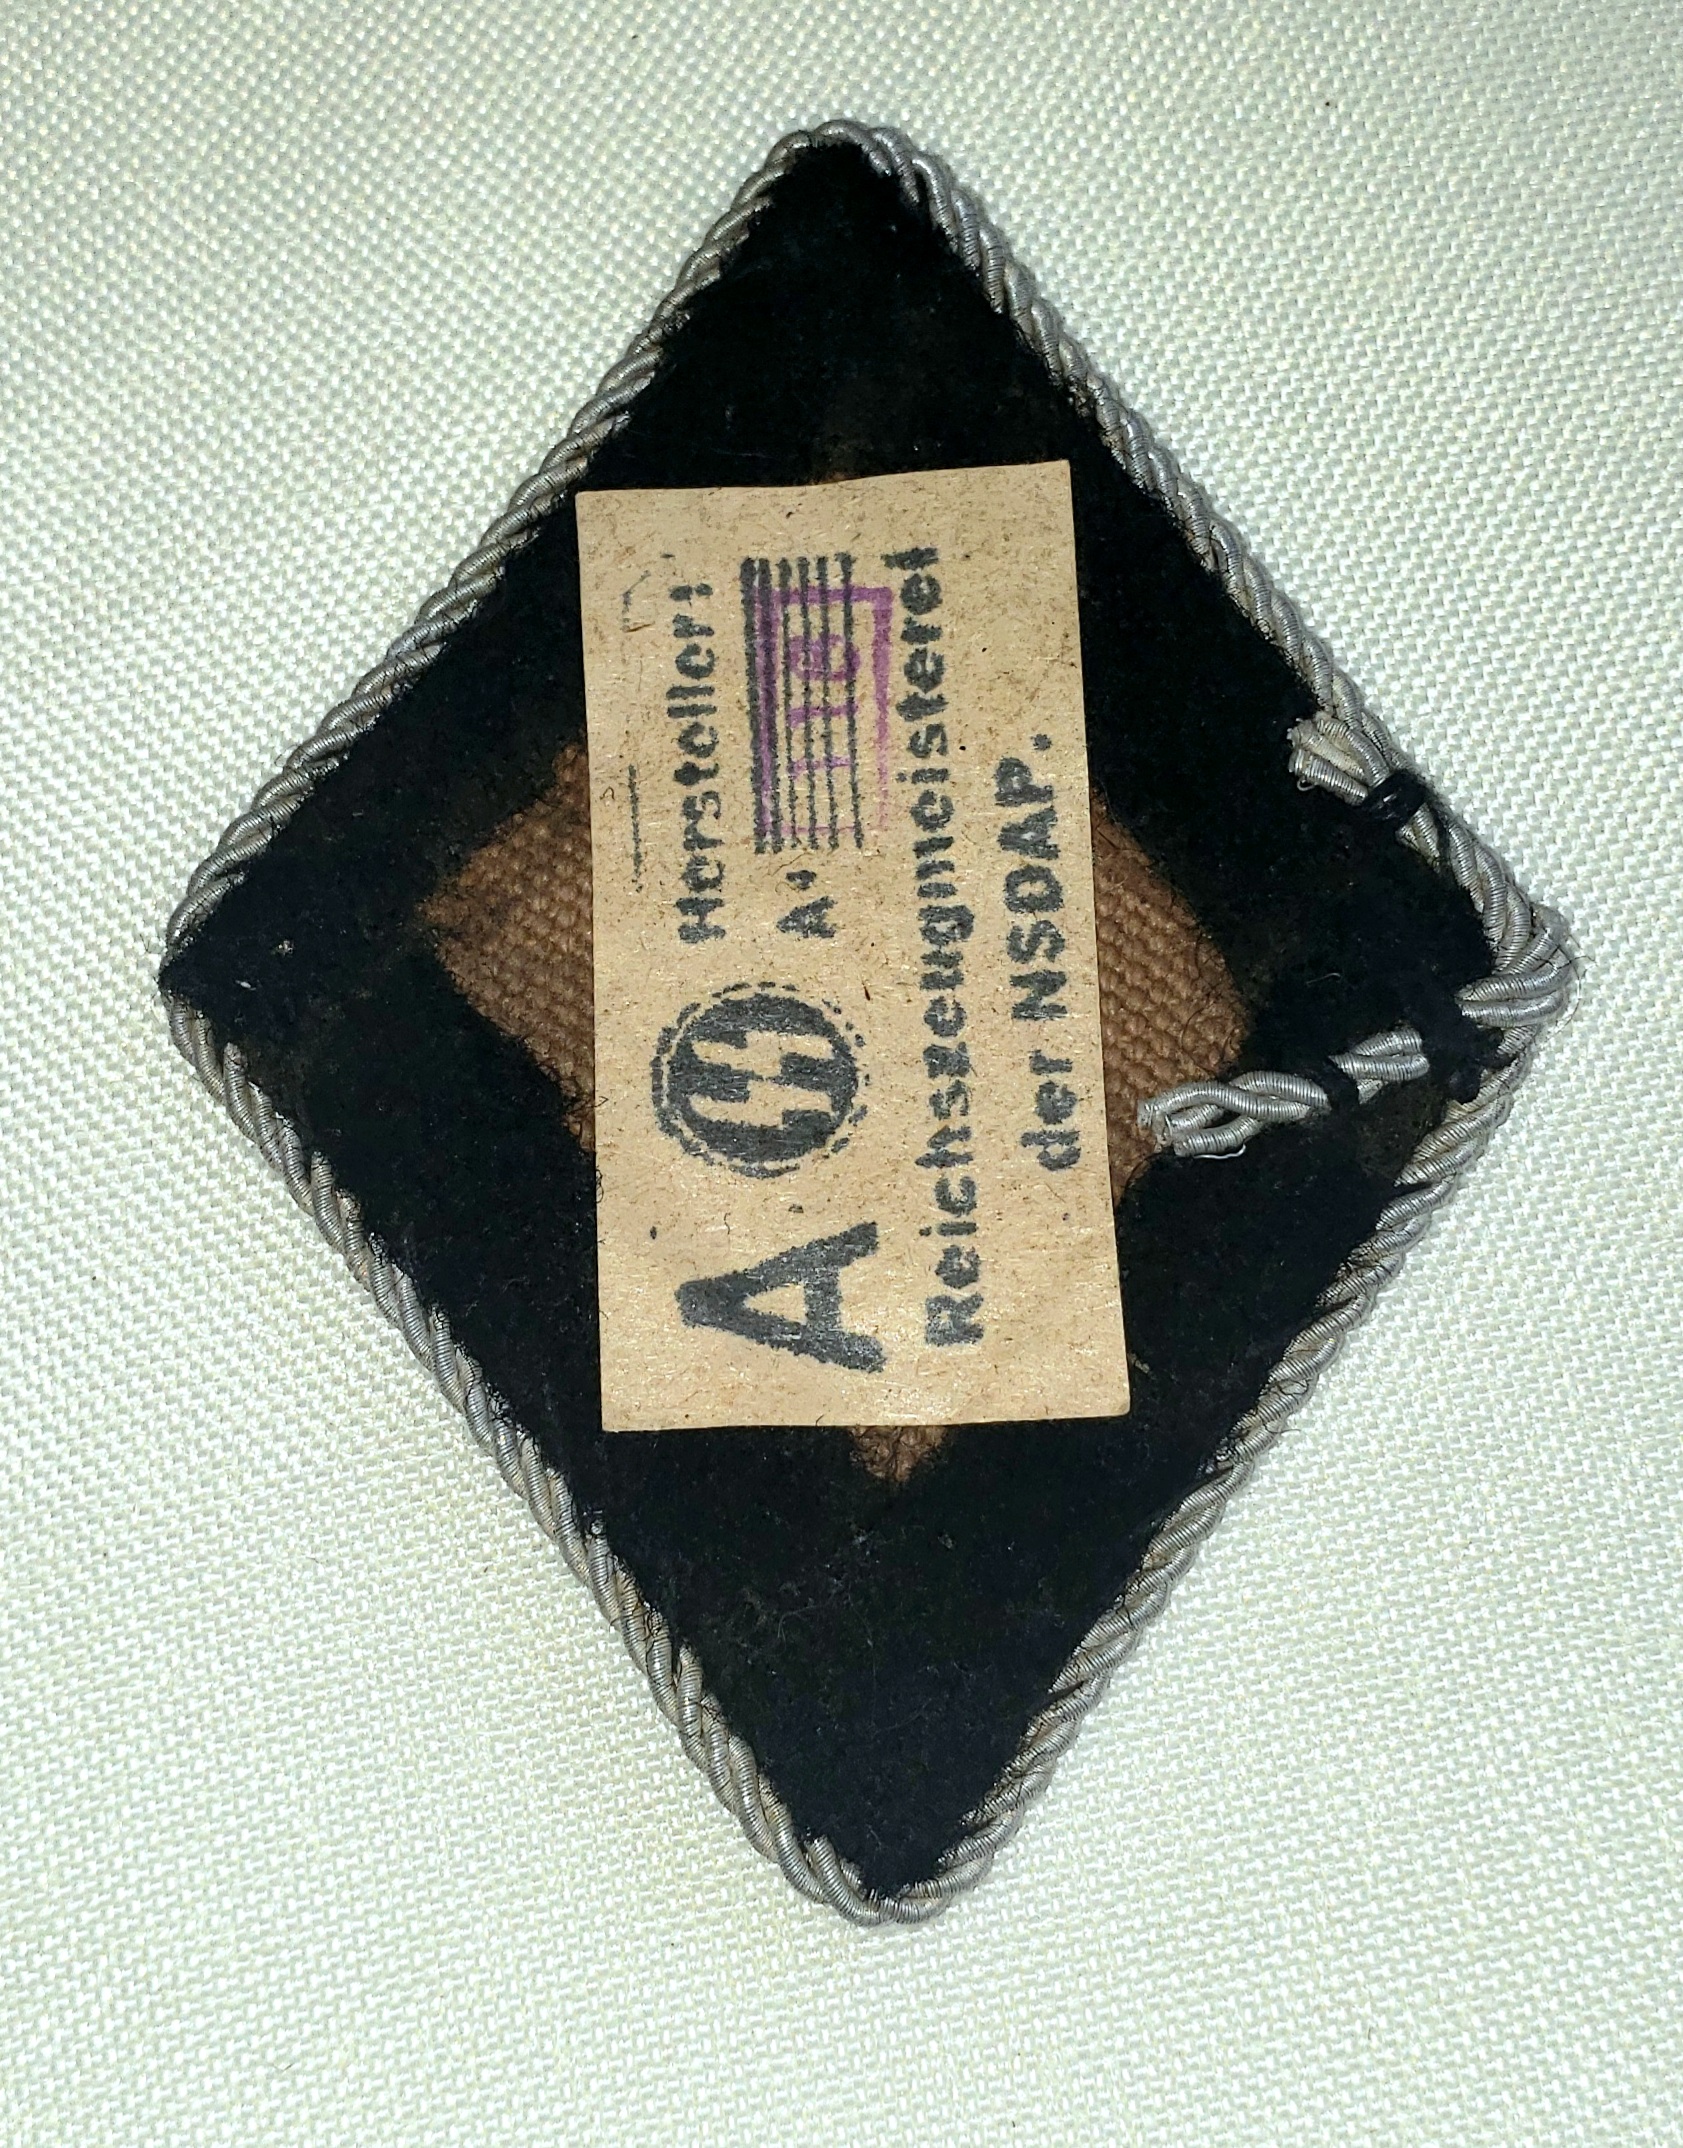 A Hersteller:
A'
Reichszeugmeisterei
der NSDAP.